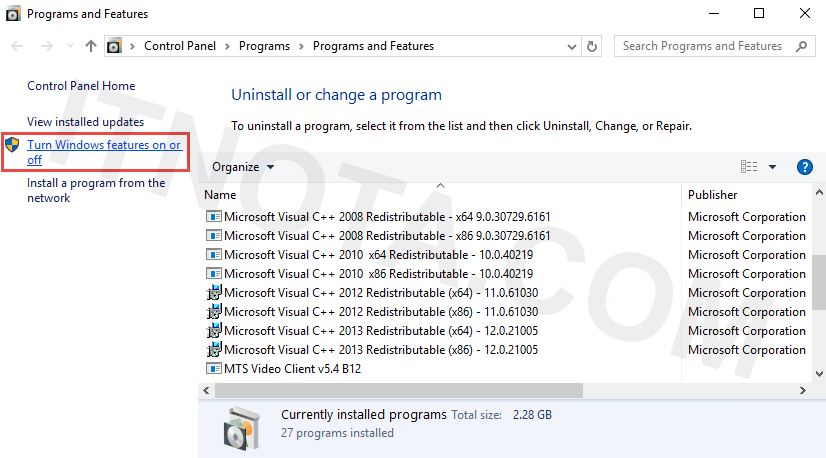 Programs and Features
Control Panel > Programs > Programs and Features
Search Programs and Features
Control Panel Home
View installed updates
Turn Windows features on or
off
Install a program from the
network
Uninstall or change a program
To uninstall a program, select it from the list and then click Uninstall, Change, or Repair.
Organize
?
Name Publisher
Microsoft Visual C++ 2008 Redistributable - x64 9.0.30729.6161 Microsoft Corporation
Microsoft Visual C++ 2008 Redistributable - x86 9.0.30729.6161 Microsoft Corporation
Microsoft Visual C++ 2010  x64 Redistributable - 10.0.40219 Microsoft Corporation
Microsoft Visual C++ 2010  x86 Redistributable - 10.0.40219 Microsoft Corporation
Microsoft Visual C++ 2012 Redistributable (x64) - 11.0.61030 Microsoft Corporation
Microsoft Visual C++ 2012 Redistributable (x86) - 11.0.61030 Microsoft Corporation
Microsoft Visual C++ 2013 Redistributable (x64) - 12.0.21005 Microsoft Corporation
Microsoft Visual C++ 2013 Redistributable (x86) - 12.0.21005 Microsoft Corporation
MTS Video Client v5.4 B12
Currently installed programs Total size: 2.28 GB
27 programs installed
ITNOTA.COM